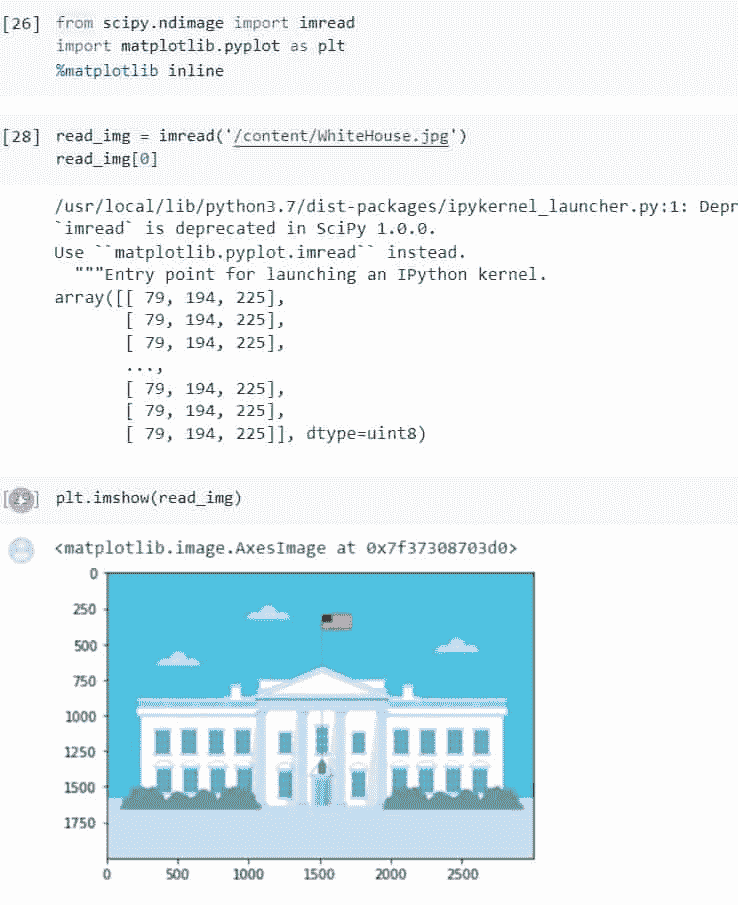 [26] from scipy.ndimage import imread
import matplotlib.pyplot as plt
%matplotlib inline
[28] read_img = imread('/content/WhiteHouse.jpg')
read_img[0]
/usr/local/lib/python3.7/dist-packages/ipykernel_launcher.py:1: Depr
`imread` is deprecated in SciPy 1.0.0.
Use ``matplotlib.pyplot.imread`` instead.
"""Entry point for launching an IPython kernel.
array([[ 79, 194, 225],
[ 79, 194, 225],
[ 79, 194, 225],
...,
[ 79, 194, 225],
[ 79, 194, 225],
[ 79, 194, 225]], dtype=uint8)
[29] plt.imshow(read_img)
<matplotlib.image.AxesImage at 0x7f37308703d0>
0
250
500
750
1000
1250
1500
1750
0 500 1000 1500 2000 2500